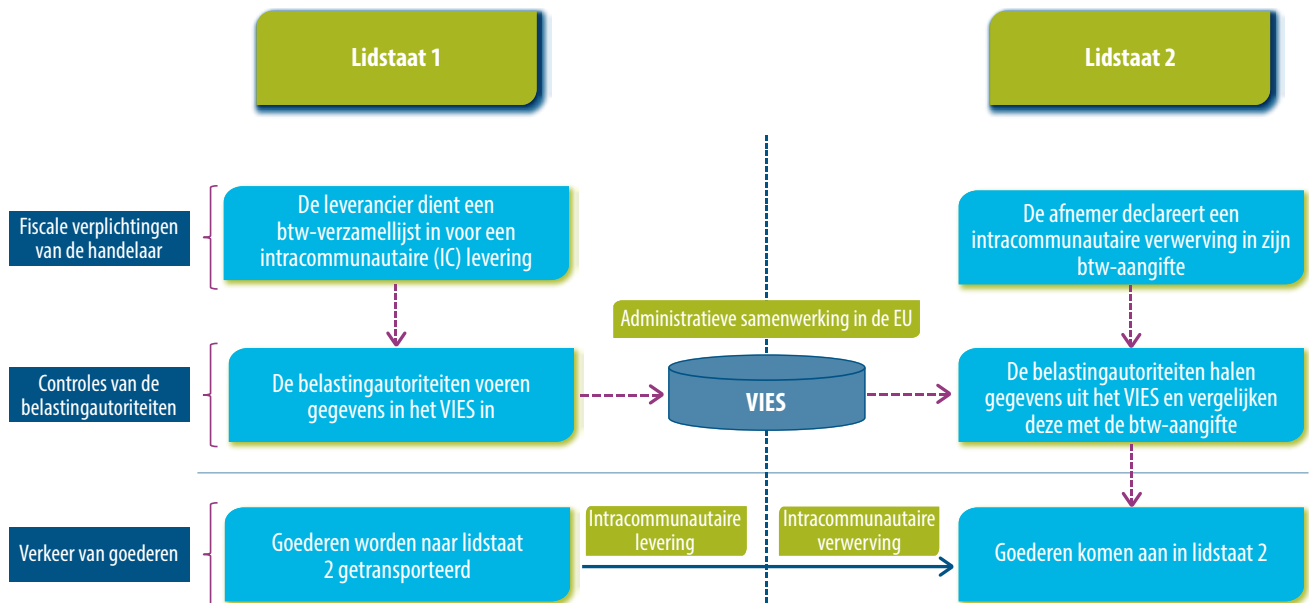 Lidstaat 1
Lidstaat 2
Fiscale verplichtingen
van de handelaar
De leverancier dient een
btw-verzamellijst in voor een
intracommunautaire (IC) levering
De afnemer declareert een
intracommunautaire verwerving in zijn
btw-aangifte
Administratieve samenwerking in de EU
Controles van de
belastingautoriteiten
De belastingautoriteiten voeren
gegevens in het VIES in
VIES
De belastingautoriteiten halen
gegevens uit het VIES en vergelijken
deze met de btw-aangifte
Verkeer van goederen
Goederen worden naar lidstaat
2 getransporteerd
Intracommunautaire
levering
Intracommunautaire
verwerving
Goederen komen aan in lidstaat 2